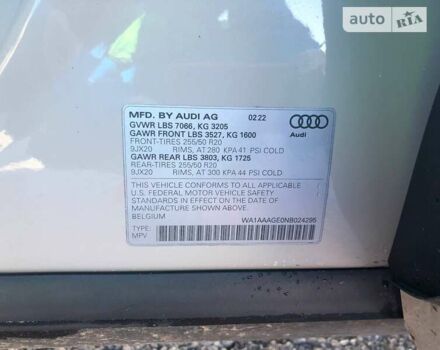 auto RIA
MFD. BY AUDI AG 02.22
GVWR LBS 7066, KG 3205
GAWR FRONT LBS 3527, KG 1600
FRONT-TIRES 255/50 R20
9JX20 RIMS, AT 280 KPA 41 PSI COLD
GAWR REAR LBS 3803, KG 1725
REAR-TIRES 255/50 R20
9JX20 RIMS, AT 300 KPA 44 PSI COLD
Audi
THIS VEHICLE CONFORMS TO ALL APPLICABLE
U.S. FEDERAL MOTOR VEHICLE SAFETY
STANDARDS IN EFFECT ON THE DATE OF
MANUFACTURE SHOWN ABOVE.
BELGIUM WA1AAAGE0NB024295
TYPE:
MPV